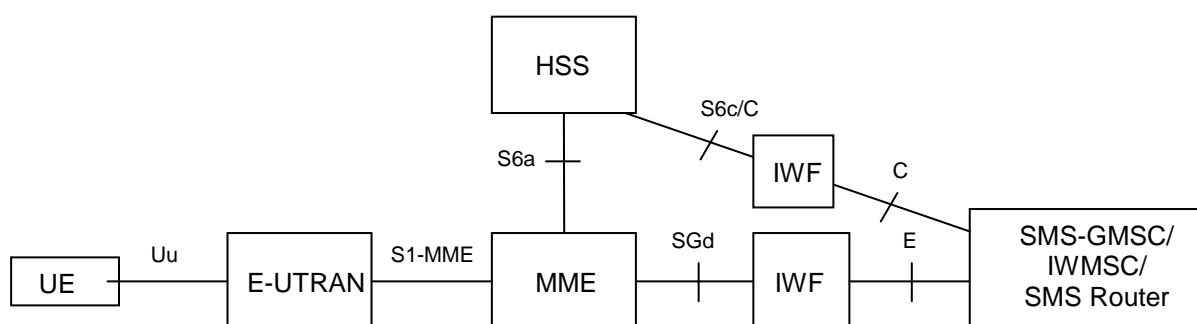 HSS
S6c/C
S6a
IWF
C
Uu
S1-MME
SGd
E
SMS-GMSC/
IWMSC/
SMS Router
UE
E-UTRAN
MME
IWF